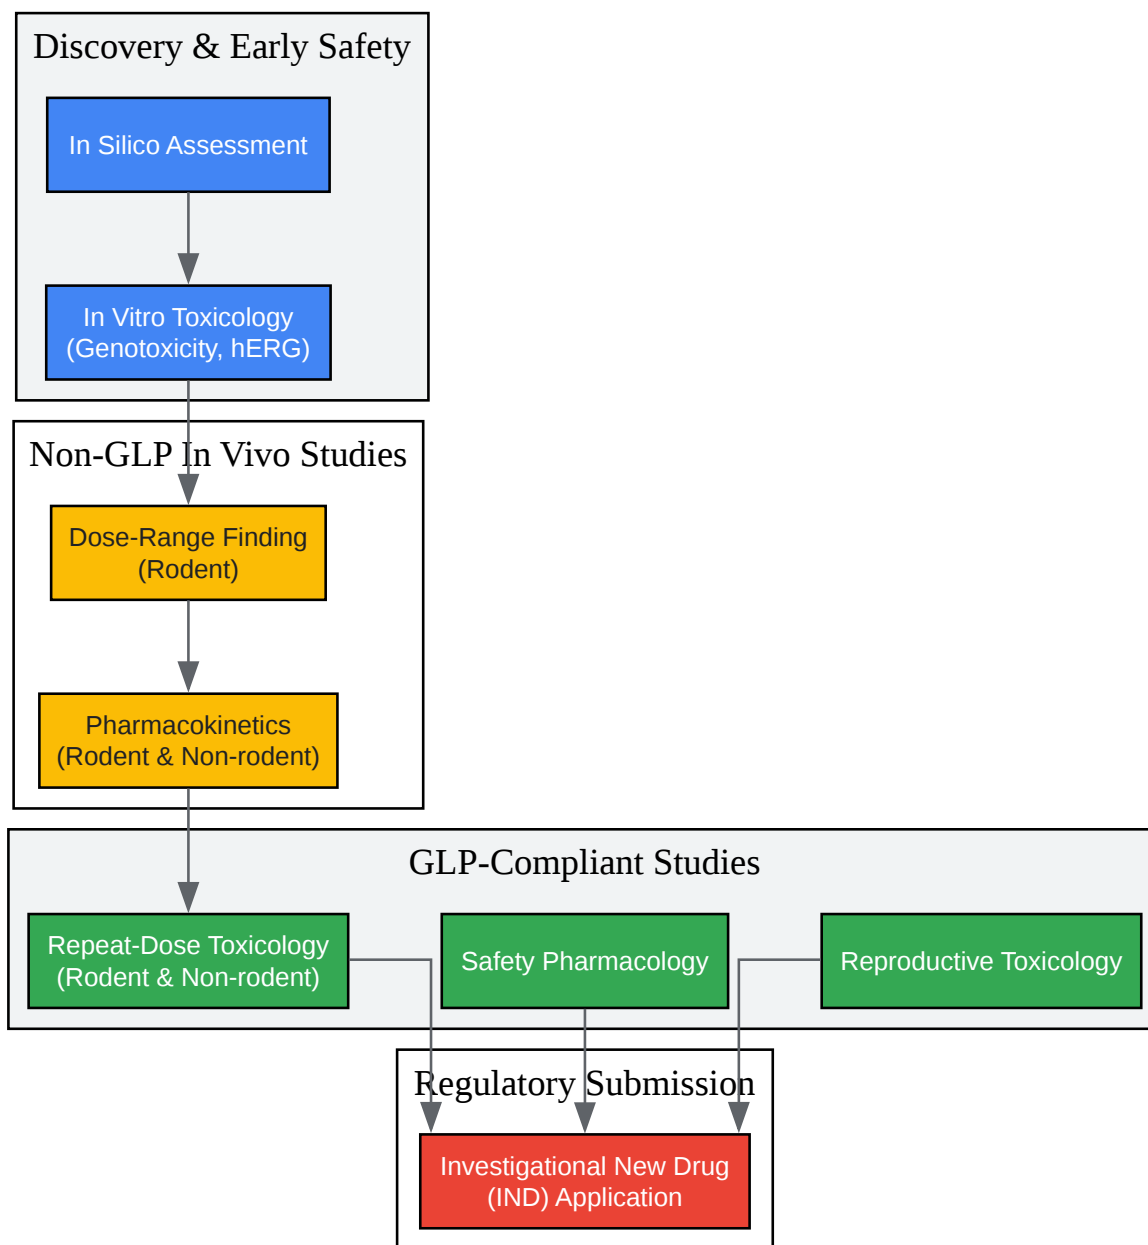 Discovery & Early Safety
In Silico Assessment
In Vitro Toxicology
(Genotoxicity, hERG)
Non-GLP In Vivo Studies
Dose-Range Finding
(Rodent)
Pharmacokinetics
(Rodent & Non-rodent)
GLP-Compliant Studies
Repeat-Dose Toxicology
(Rodent & Non-rodent)
Safety Pharmacology
Reproductive Toxicology
Regulatory Submission
Investigational New Drug
(IND) Application